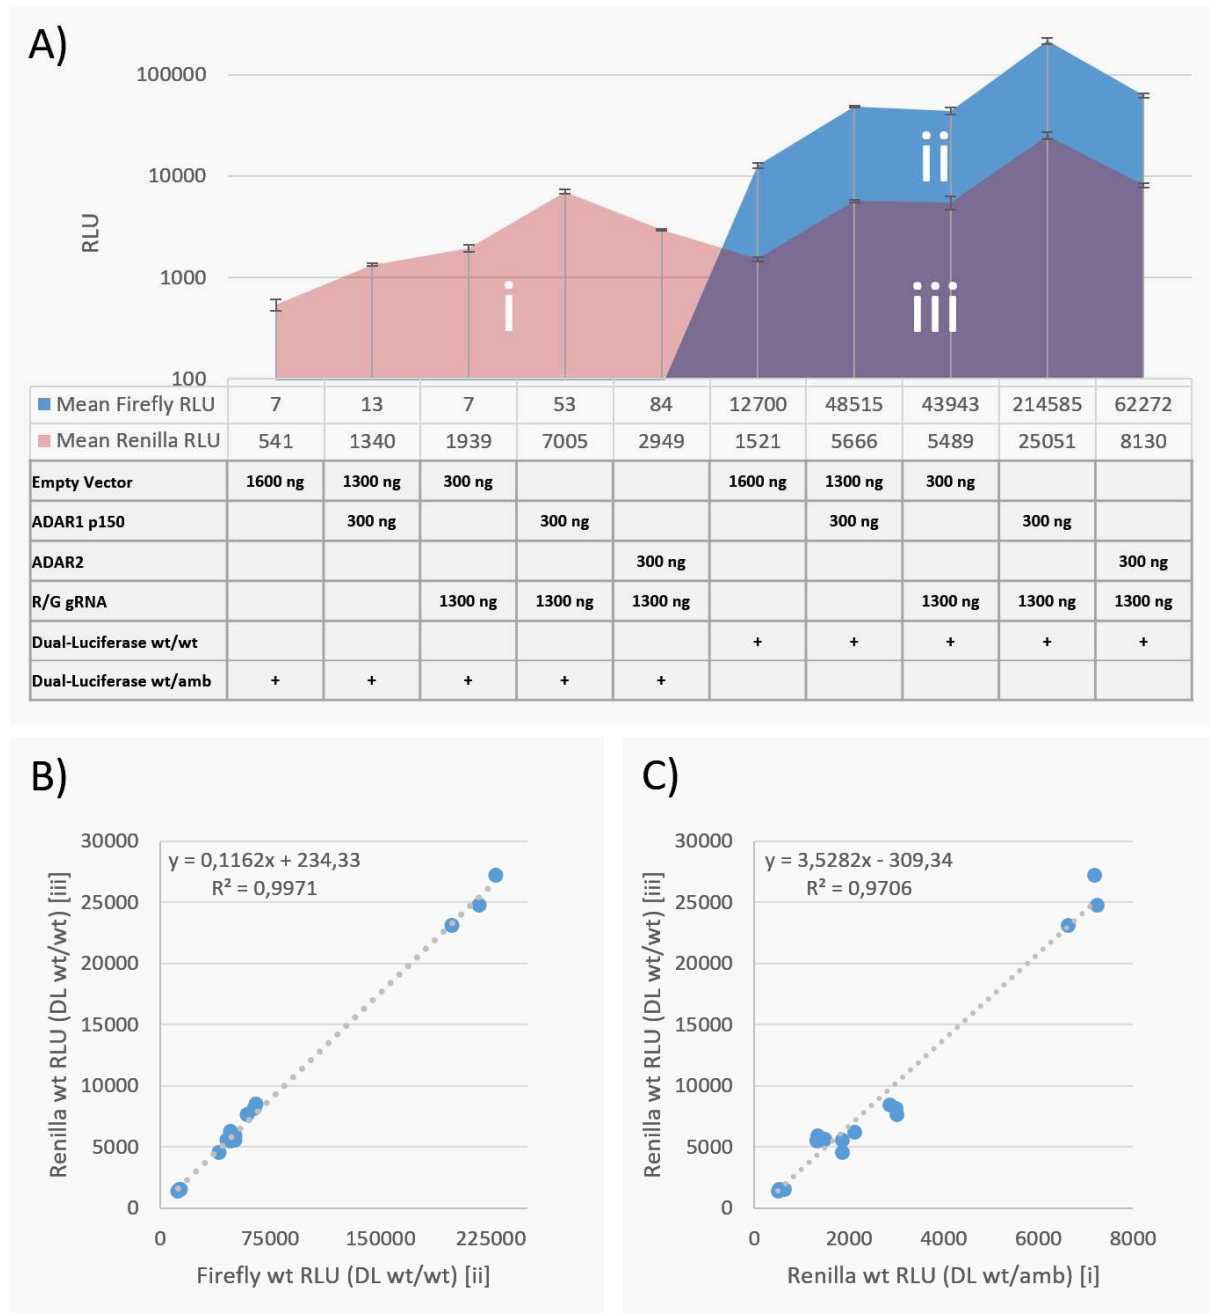 A)
100000
10000
1000
100
RLU
i
ii
iii
Mean Firefly RLU 7 13 7 53 84 12700 48515 43943 214585 62272
Mean Renilla RLU 541 1340 1939 7005 2949 1521 5666 5489 25051 8130
Empty Vector 1600 ng 1300 ng 300 ng 1600 ng 1300 ng 300 ng
ADAR1 p150 300 ng 300 ng 300 ng 300 ng
ADAR2 300 ng 300 ng
R/G gRNA 1300 ng 1300 ng 1300 ng 1300 ng 1300 ng 1300 ng
Dual-Luciferase wt/wt + + + + +
Dual-Luciferase wt/amb + + + + +
B)
y = 0,1162x + 234,33
R² = 0,9971
30000
25000
20000
15000
10000
5000
0
Renilla wt RLU (DL wt/wt) [iii]
0 75000 150000 225000
Firefly wt RLU (DL wt/wt) [ii]
C)
y = 3,5282x - 309,34
R² = 0,9706
30000
25000
20000
15000
10000
5000
0
Renilla wt RLU (DL wt/wt) [iii]
0 2000 4000 6000 8000
Renilla wt RLU (DL wt/amb) [i]